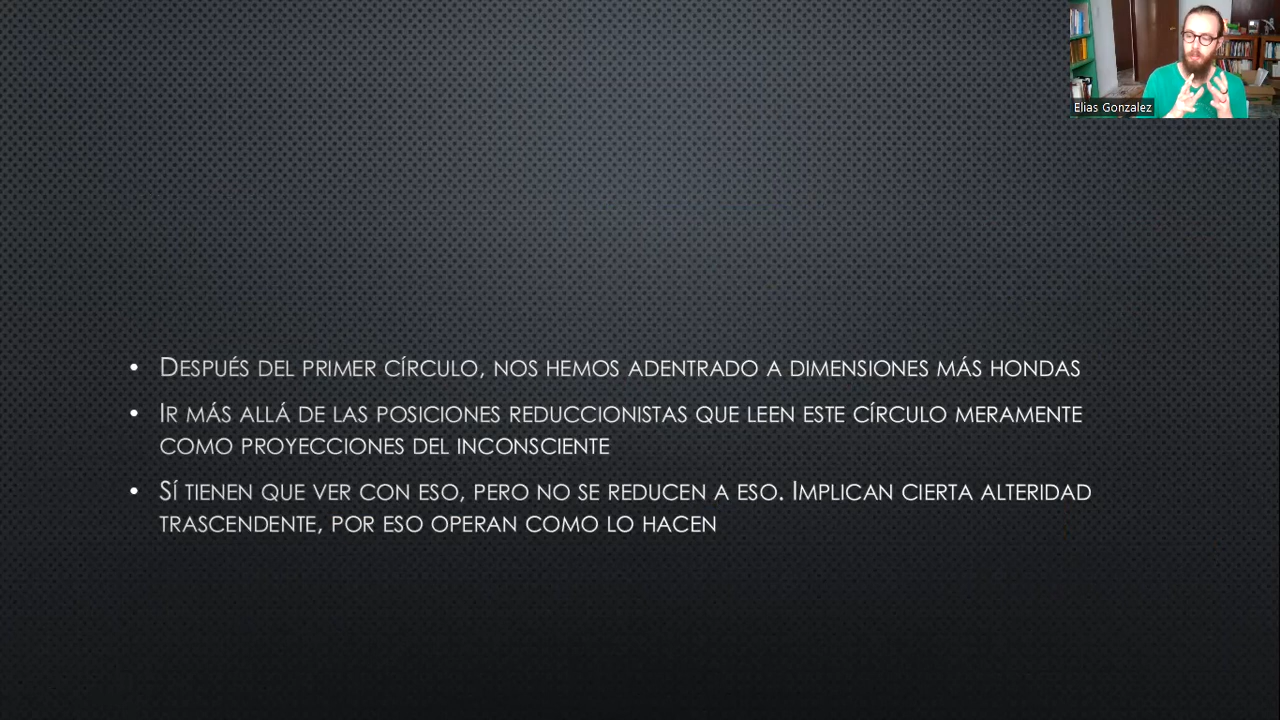 Elias Gonzalez
• Después del primer círculo, nos hemos adentrado a dimensiones más hondas
• Ir más allá de las posiciones reduccionistas que leen este círculo meramente
como proyecciones del inconsciente
• Sí tienen que ver con eso, pero no se reducen a eso. Implican cierta alteridad
trascendente, por eso operan como lo hacen